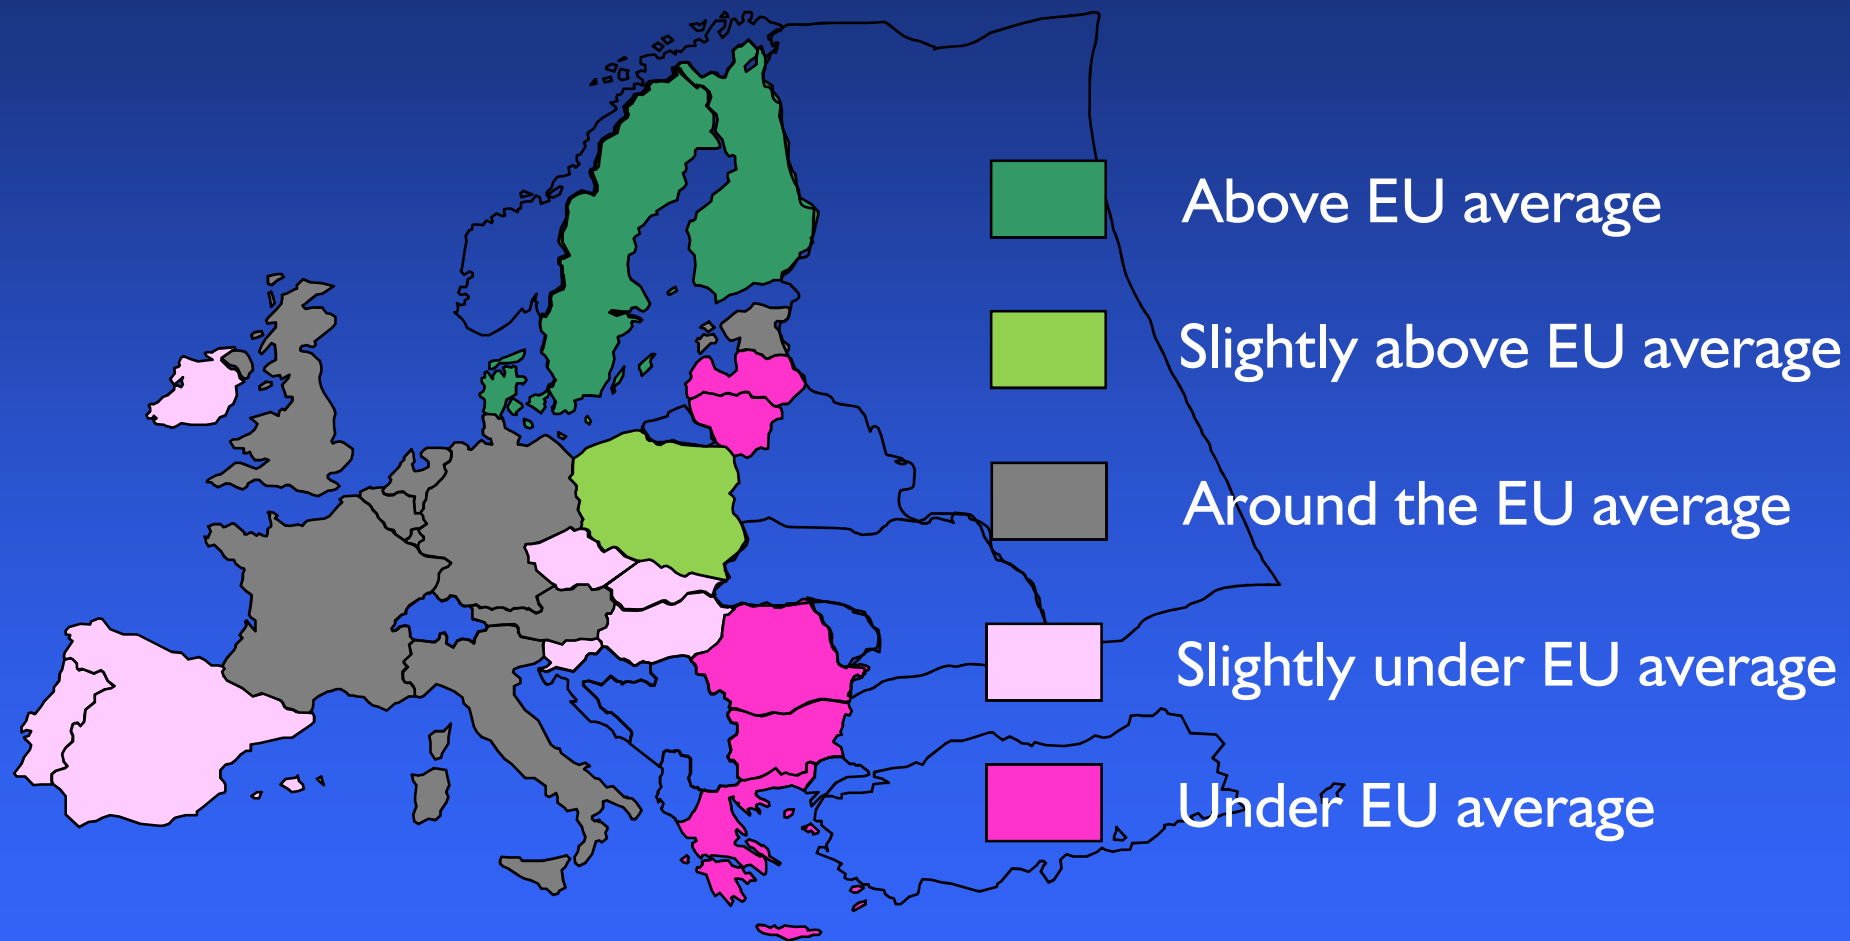 Above EU average
Slightly above EU average
Around the EU average
Slightly under EU average
Under EU average